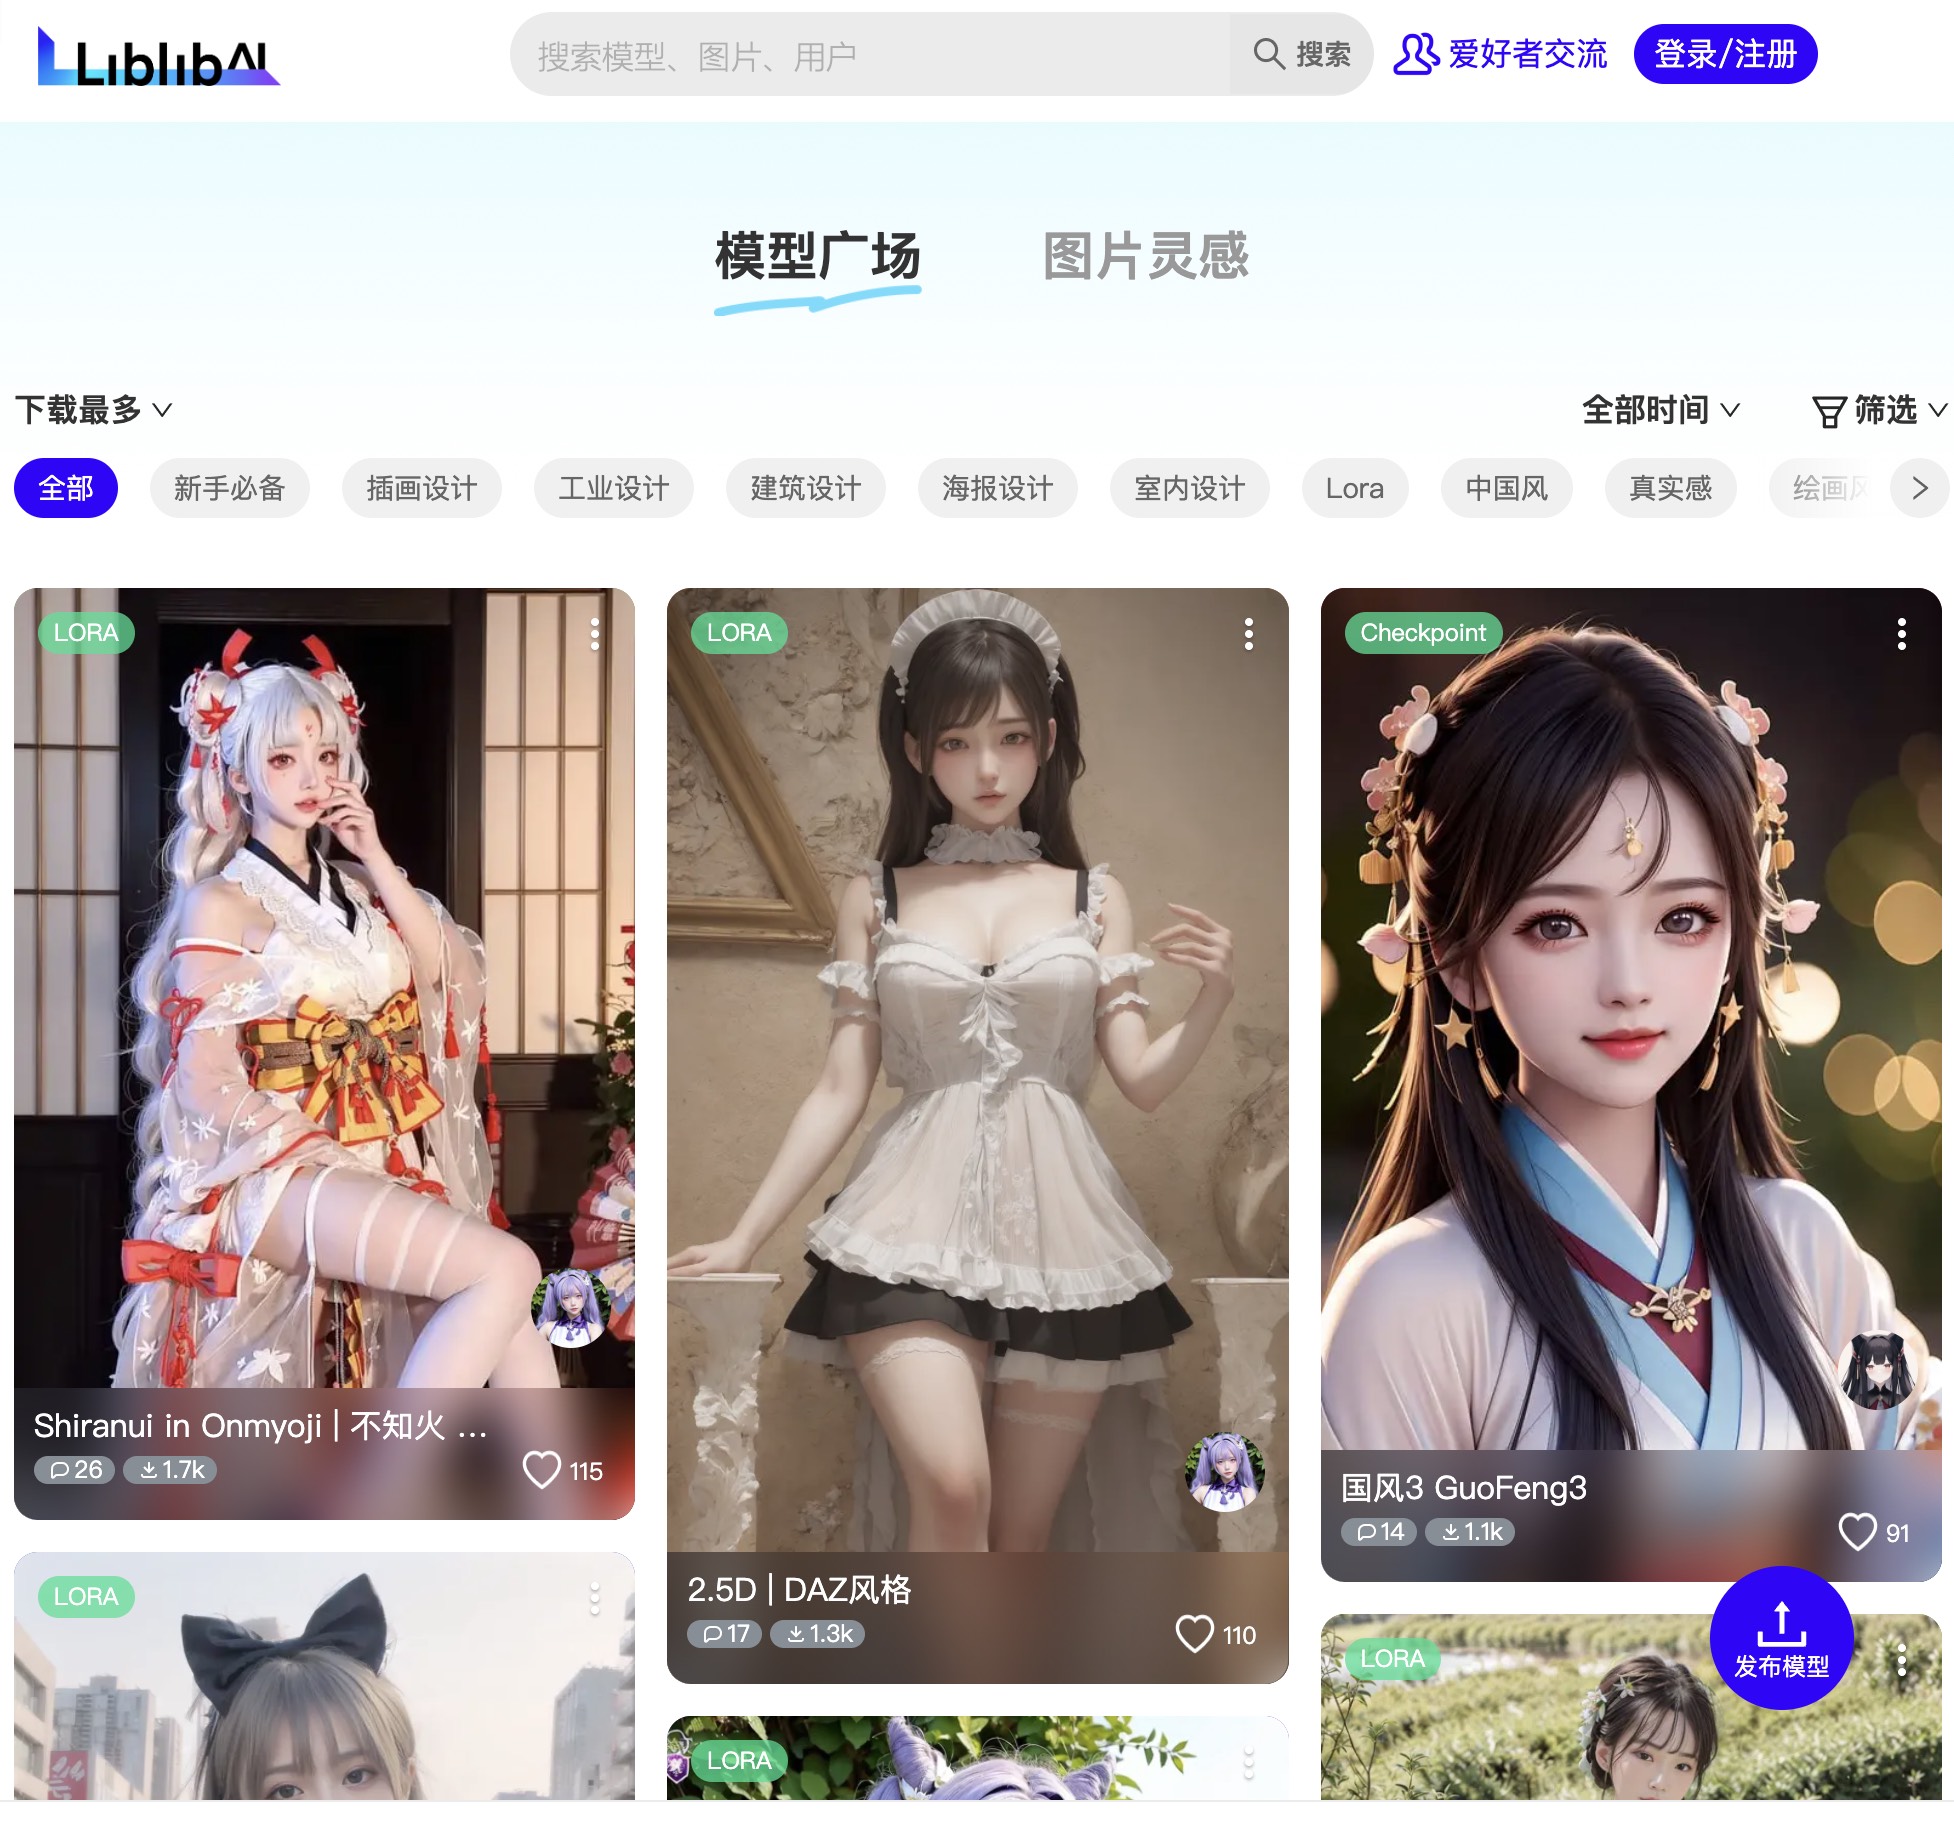 LiblibAI
搜索模型、图片、用户
搜索
爱好者交流
登录/注册
模型广场
图片灵感
下载最多
全部时间
筛选
全部
新手必备
插画设计
工业设计
建筑设计
海报设计
室内设计
Lora
中国风
真实感
绘画风
LORA
Shiranui in Onmyoji | 不知火 ...
26
1.7k
115
LORA
2.5D | DAZ风格
17
1.3k
110
Checkpoint
国风3 GuoFeng3
14
1.1k
91
LORA
LORA
LORA
发布模型